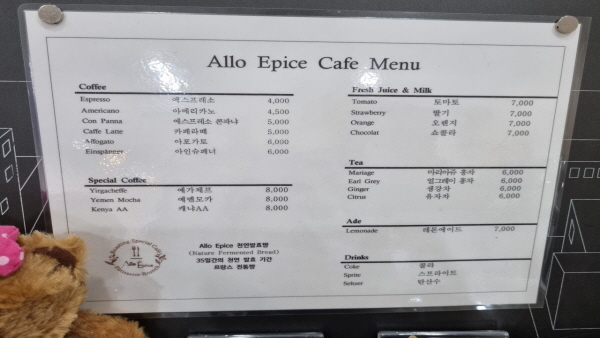 Allo Epice Cafe Menu
Coffee
Espresso 에스프레소 4,000
Americano 아메리카노 4,500
Con Panna 에스프레소 콘파냐 5,000
Caffe Latte 카페라떼 5,000
Affogato 아포가토 6,000
Einspänner 아인슈페너 6,000
Special Coffee
Yirgacheffe 예가체프 8,000
Yemen Mocha 예멘모카 8,000
Kenya AA 캐냐AA 8,000
Allo Epice
Allo Epice 천연발효빵
(Nature Fermented Bread)
35일간의 천연 발효 기간
프랑스 전통빵
Fresh Juice & Milk
Tomato 토마토 7,000
Strawberry 딸기 7,000
Orange 오렌지 7,000
Chocolat 쇼콜라 7,000
Tea
Mariage 마리아쥬 홍차 6,000
Earl Grey 얼그레이 홍차 6,000
Ginger 생강차 6,000
Citrus 유자차 6,000
Ade
Lemonade 레몬에이드 7,000
Drinks
Coke 콜라
Sprite 스프라이트
Seltzer 탄산수